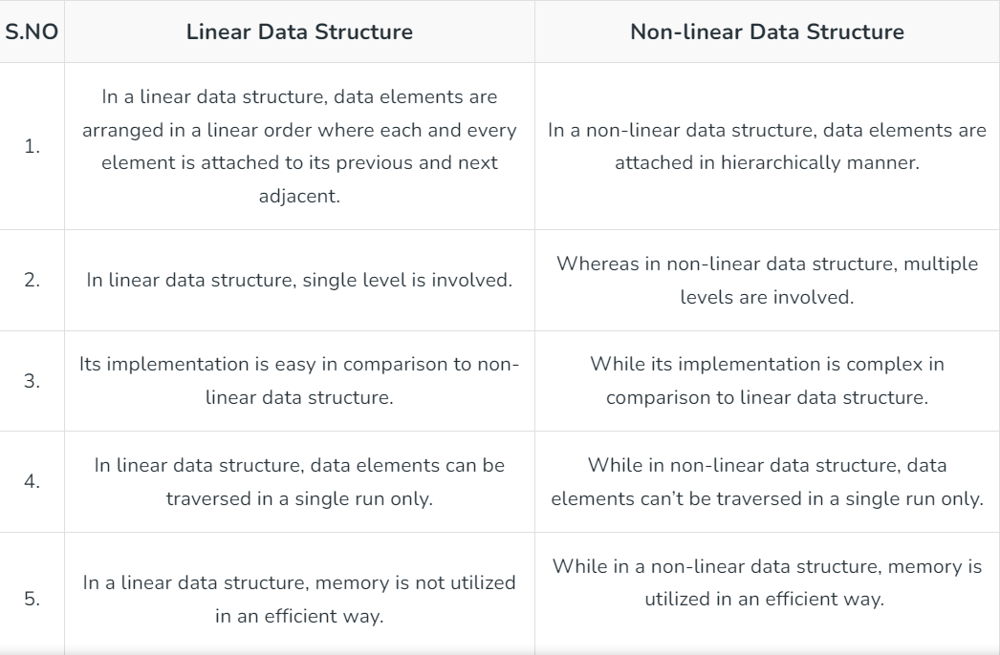 S.NO Linear Data Structure Non-linear Data Structure
1.
In a linear data structure, data elements are
arranged in a linear order where each and every
element is attached to its previous and next
adjacent.
In a non-linear data structure, data elements are
attached in hierarchically manner.
2.
In linear data structure, single level is involved.
Whereas in non-linear data structure, multiple
levels are involved.
3.
Its implementation is easy in comparison to non-
linear data structure.
While its implementation is complex in
comparison to linear data structure.
4.
In linear data structure, data elements can be
traversed in a single run only.
While in non-linear data structure, data
elements can’t be traversed in a single run only.
5.
In a linear data structure, memory is not utilized
in an efficient way.
While in a non-linear data structure, memory is
utilized in an efficient way.